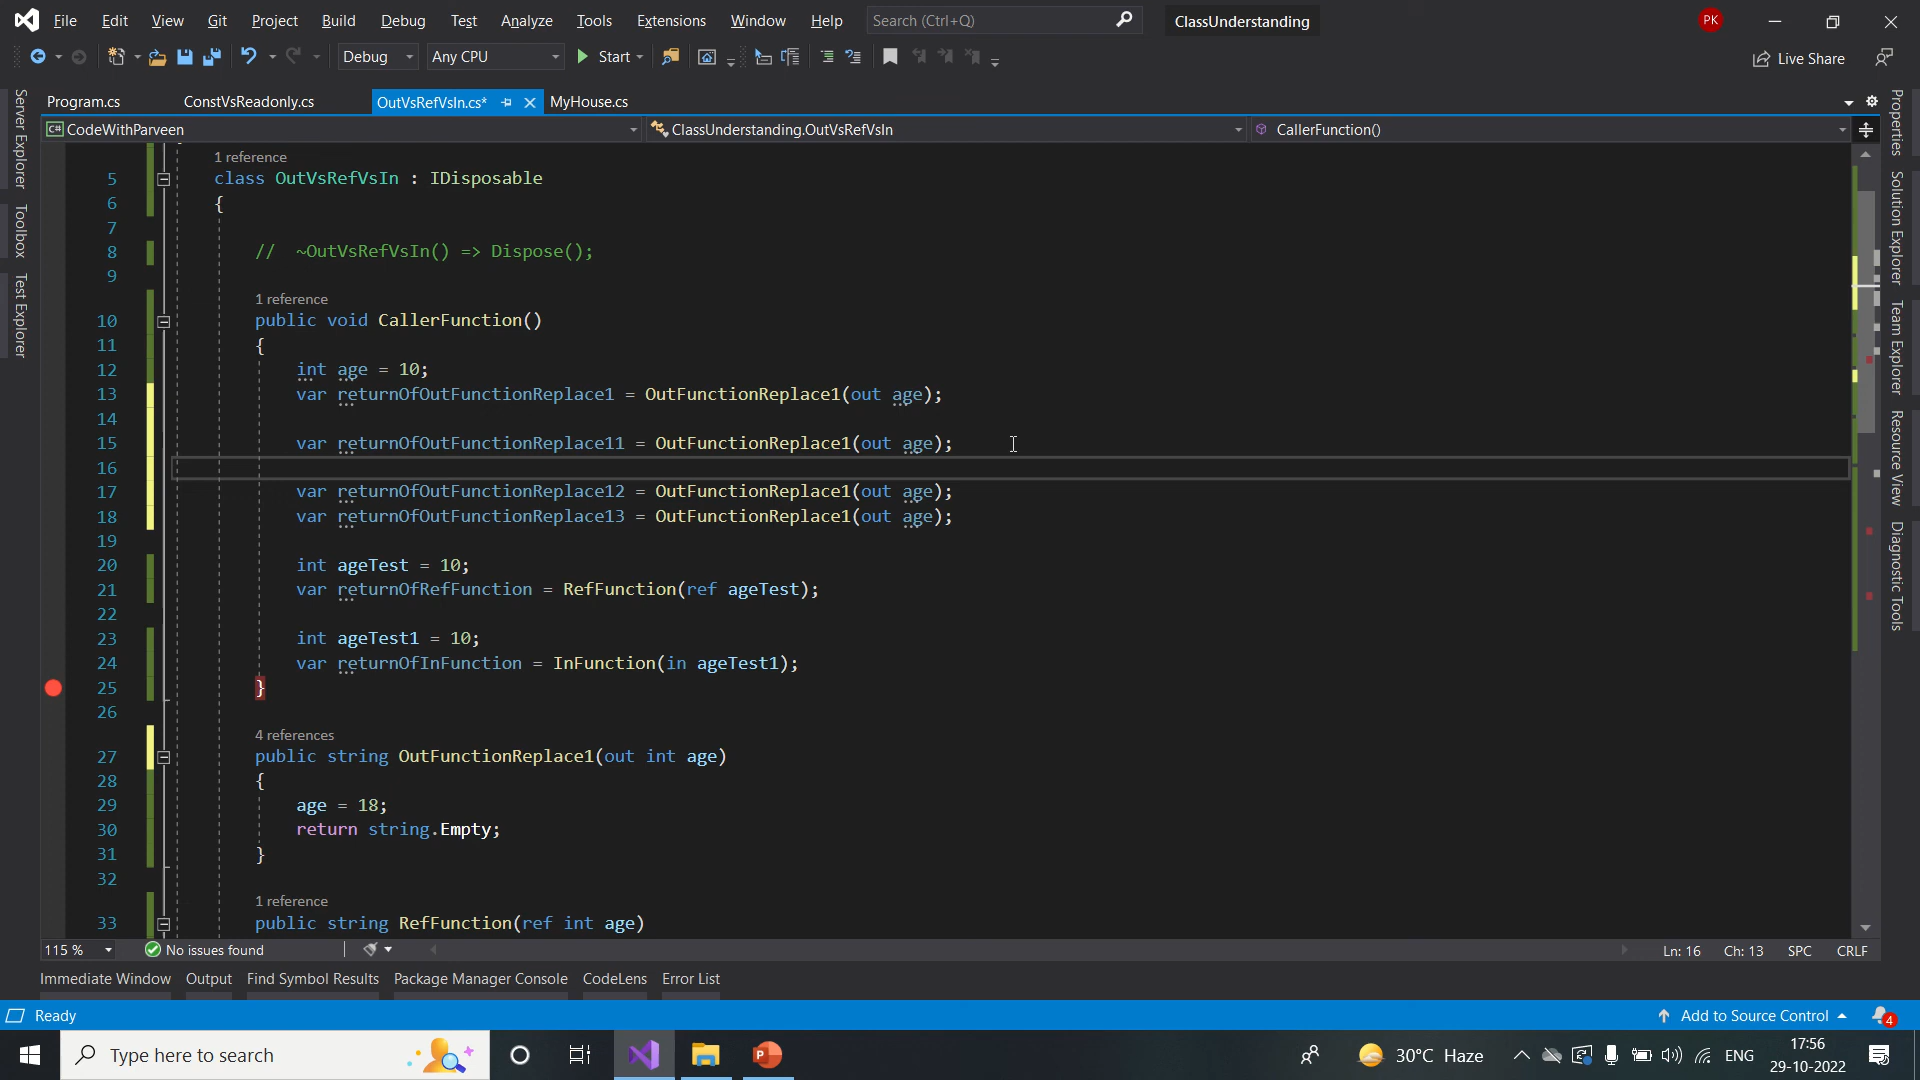 File Edit View Git Project Build Debug Test Analyze Tools Extensions Window Help Search (Ctrl+Q) ClassUnderstanding PK
Debug Any CPU Start Live Share
Program.cs ConstVsReadonly.cs OutVsRefVsIn.cs* MyHouse.cs
C# CodeWithParveen ClassUnderstanding.OutVsRefVsIn CallerFunction()
Server Explorer
Toolbox
Test Explorer
1 reference
5 class OutVsRefVsIn : IDisposable
6 {
7
8 // ~OutVsRefVsIn() => Dispose();
9
1 reference
10 public void CallerFunction()
11 {
12 int age = 10;
13 var returnOfOutFunctionReplace1 = OutFunctionReplace1(out age);
14
15 var returnOfOutFunctionReplace11 = OutFunctionReplace1(out age);
16
17 var returnOfOutFunctionReplace12 = OutFunctionReplace1(out age);
18 var returnOfOutFunctionReplace13 = OutFunctionReplace1(out age);
19
20 int ageTest = 10;
21 var returnOfRefFunction = RefFunction(ref ageTest);
22
23 int ageTest1 = 10;
24 var returnOfInFunction = InFunction(in ageTest1);
25 }
26
4 references
27 public string OutFunctionReplace1(out int age)
28 {
29 age = 18;
30 return string.Empty;
31 }
32
1 reference
33 public string RefFunction(ref int age)
Properties
Solution Explorer
Team Explorer
Resource View
Diagnostic Tools
115 % No issues found Ln: 16 Ch: 13 SPC CRLF
Immediate Window Output Find Symbol Results Package Manager Console CodeLens Error List
Ready Add to Source Control 4
Type here to search P 30°C Haze ENG 17:56
29-10-2022